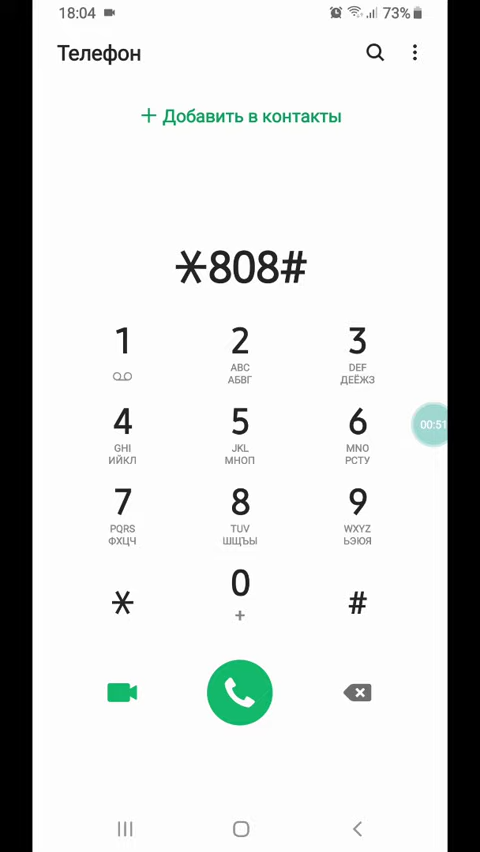 18:04 73%
Телефон
+ Добавить в контакты
*808#
1 2 3
ABC DEF
АБВГ ДЕЁЖЗ
4 5 6
00:51
GHI JKL MNO
ИЙКЛ МНОП РСТУ
7 8 9
PQRS TUV WXYZ
ФХЦЧ ШЩЪЫ ЬЭЮЯ
* 0 #
+